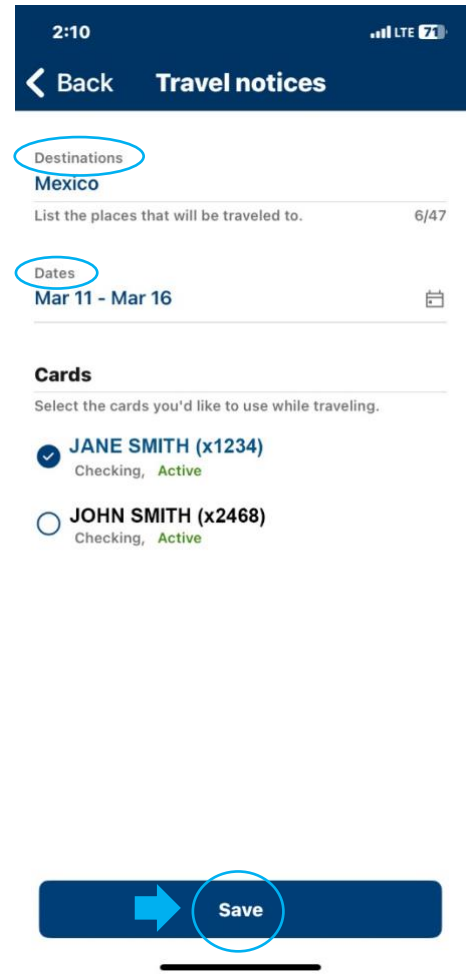 2:10 LTE 71
Back Travel notices
Destinations
Mexico
List the places that will be traveled to. 6/47
Dates
Mar 11 - Mar 16
Cards
Select the cards you'd like to use while traveling.
JANE SMITH (x1234)
Checking, Active
JOHN SMITH (x2468)
Checking, Active
Save